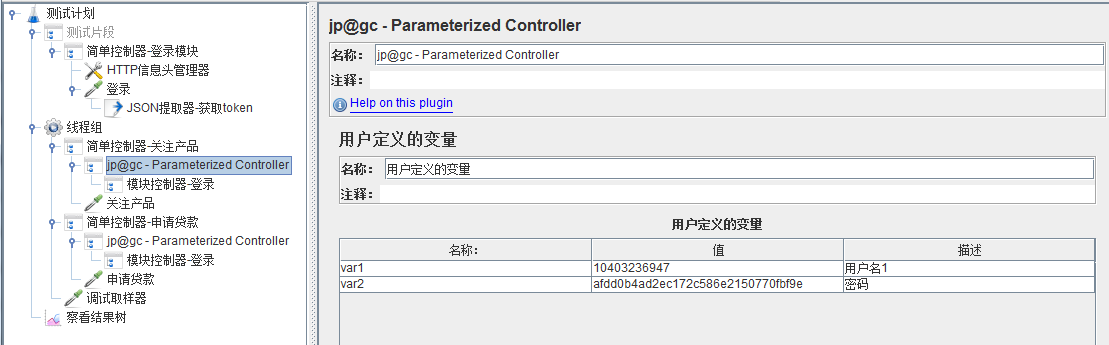 测试计划
测试片段
简单控制器-登录模块
HTTP信息头管理器
登录
JSON提取器-获取token
线程组
简单控制器-关注产品
jp@gc - Parameterized Controller
模块控制器-登录
关注产品
简单控制器-申请贷款
jp@gc - Parameterized Controller
模块控制器-登录
申请贷款
调试取样器
察看结果树
jp@gc - Parameterized Controller
名称： jp@gc - Parameterized Controller
注释：
Help on this plugin
用户定义的变量
名称： 用户定义的变量
注释：
用户定义的变量
名称: 值 描述
var1 10403236947 用户名1
var2 afdd0b4ad2ec172c586e2150770fbf9e 密码